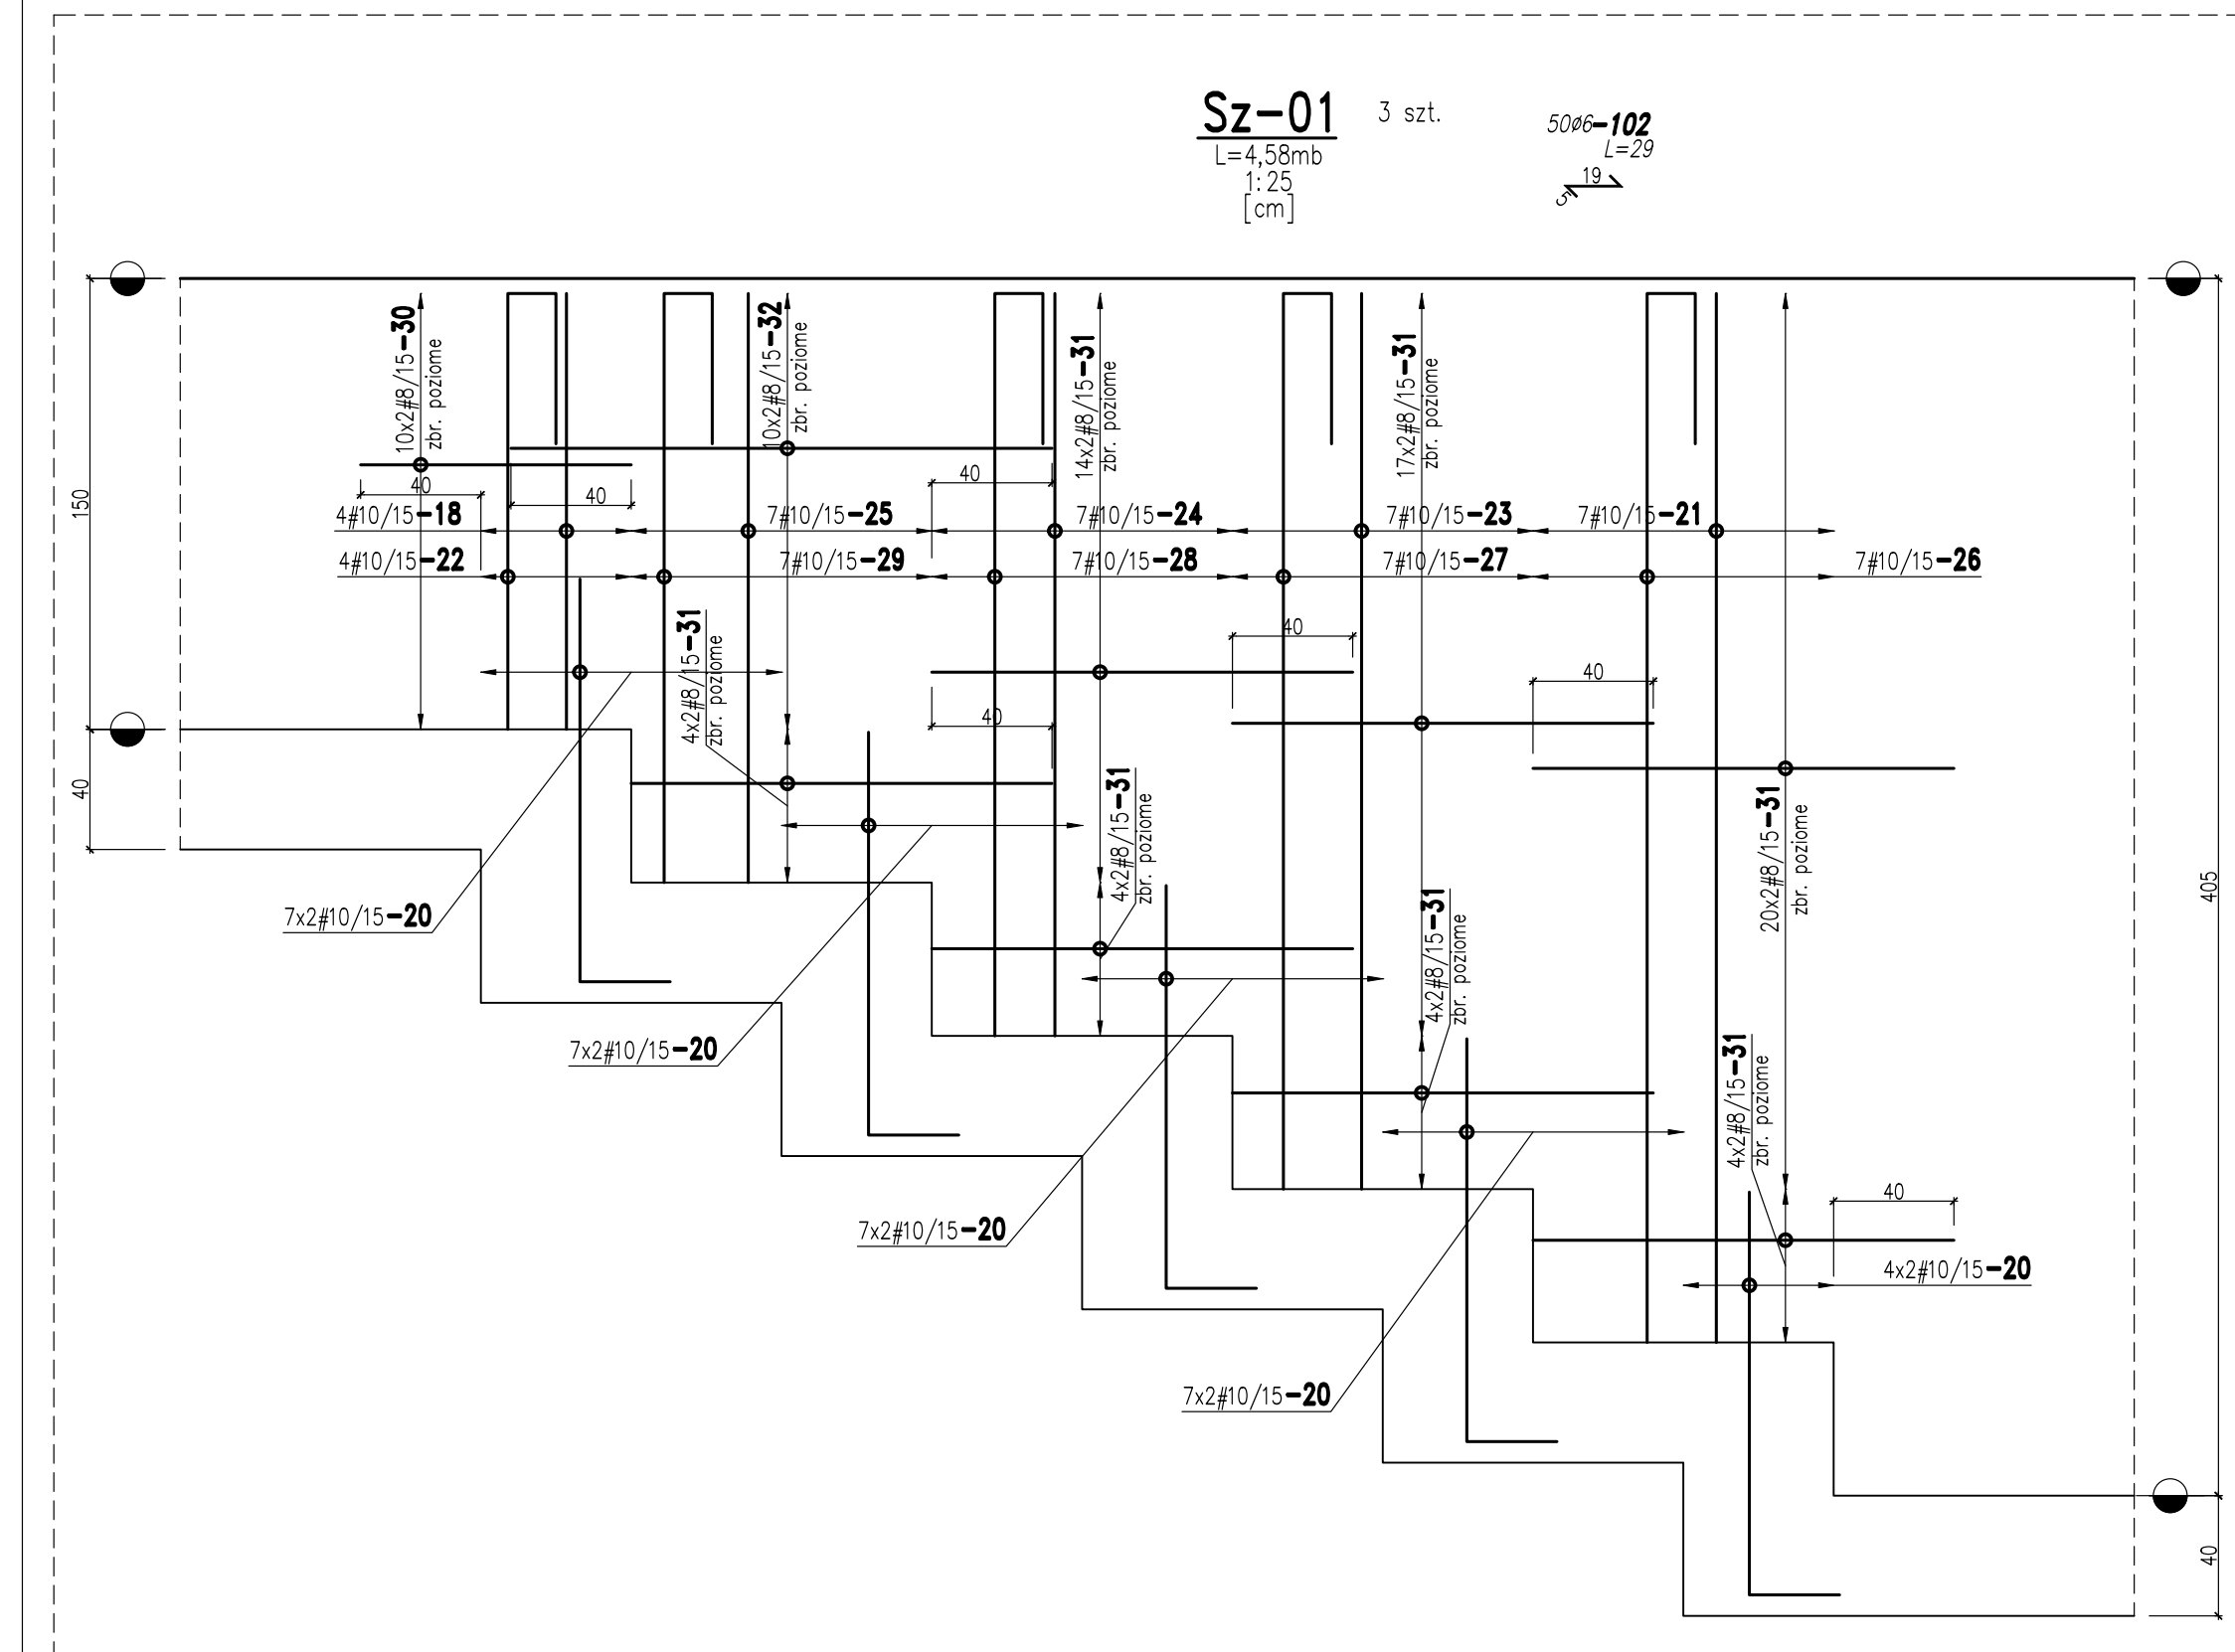 Sz-01 3 szt.
L=4,58mb
1:25
[cm]
50ø6-102
L=29
19
5
150
40
405
40
10x2#8/15-30
zbr. poziome
10x2#8/15-32
zbr. poziome
14x2#8/15-31
zbr. poziome
17x2#8/15-31
zbr. poziome
40
40
40
4#10/15-18
7#10/15-25
7#10/15-24
7#10/15-23
7#10/15-21
4#10/15-22
7#10/15-29
7#10/15-28
7#10/15-27
7#10/15-26
4x2#8/15-31
zbr. poziome
40
40
40
4x2#8/15-31
zbr. poziome
20x2#8/15-31
zbr. poziome
7x2#10/15-20
4x2#8/15-31
zbr. poziome
7x2#10/15-20
4x2#8/15-31
zbr. poziome
40
7x2#10/15-20
4x2#10/15-20
7x2#10/15-20